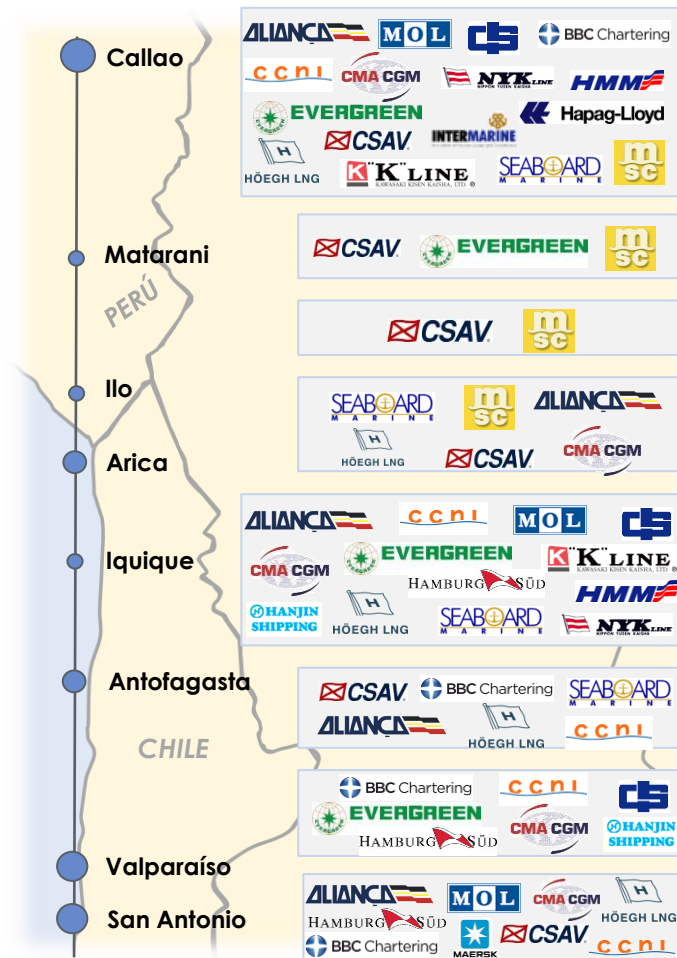 Callao
ALIANÇA MOL BBC Chartering
ccni CMA CGM NYK LINE HMM
NIPPON YUSEN KAISHA
EVERGREEN Hapag-Lloyd
EVERGREEN
CSAV INTERMARINE
HÖEGH LNG "K" LINE SEABOARD MARINE msc
KAWASAKI KISEN KAISHA, LTD.
Matarani
CSAV EVERGREEN msc
PERÚ
CSAV msc
Ilo
SEABOARD MARINE msc ALIANÇA
Arica
HÖEGH LNG CSAV CMA CGM
ALIANÇA ccni MOL
Iquique
CMA CGM EVERGREEN K "K" LINE
KAWASAKI KISEN KAISHA, LTD.
HAMBURG SÜD HMM
HANJIN SHIPPING HÖEGH LNG SEABOARD MARINE NYK LINE
NIPPON YUSEN KAISHA
Antofagasta
CSAV BBC Chartering SEABOARD MARINE
ALIANÇA HÖEGH LNG ccni
CHILE
BBC Chartering ccni
EVERGREEN CMA CGM HANJIN SHIPPING
HAMBURG SÜD
Valparaíso
ALIANÇA MOL CMA CGM HÖEGH LNG
San Antonio
HAMBURG SÜD MAERSK CSAV
BBC Chartering ccni